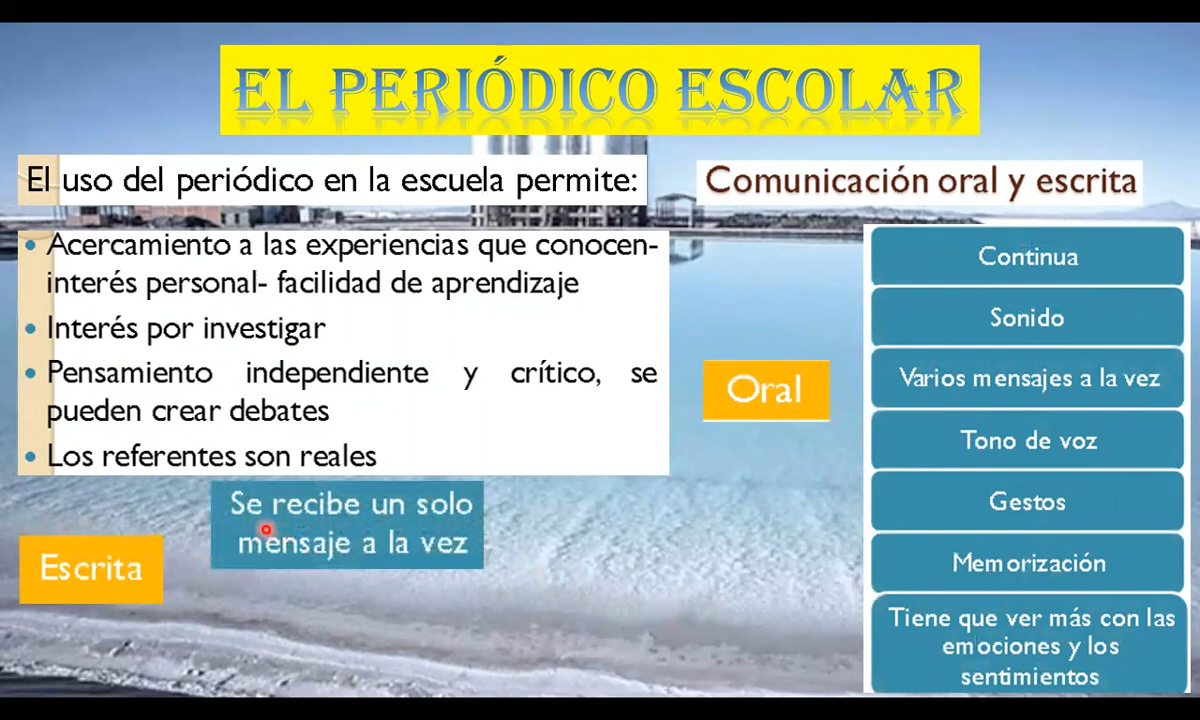 EL PERIÓDICO ESCOLAR
El uso del periódico en la escuela permite:
• Acercamiento a las experiencias que conocen-
interés personal- facilidad de aprendizaje
• Interés por investigar
• Pensamiento independiente y crítico, se
pueden crear debates
• Los referentes son reales
Comunicación oral y escrita
Oral
Continua
Sonido
Varios mensajes a la vez
Tono de voz
Gestos
Memorización
Tiene que ver más con las
emociones y los
sentimientos
Escrita
Se recibe un solo
mensaje a la vez